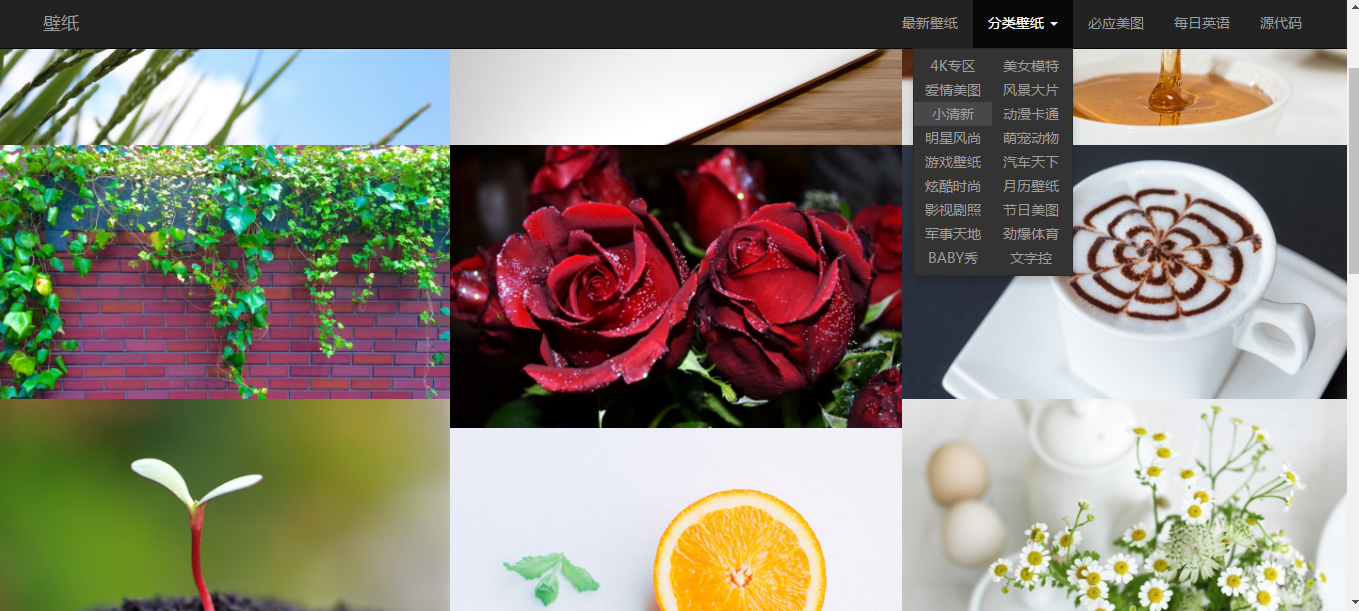 壁纸 最新壁纸 分类壁纸 必应美图 每日英语 源代码
4K专区 美女模特
爱情美图 风景大片
小清新 动漫卡通
明星风尚 萌宠动物
游戏壁纸 汽车天下
炫酷时尚 月历壁纸
影视剧照 节日美图
军事天地 劲爆体育
BABY秀 文字控